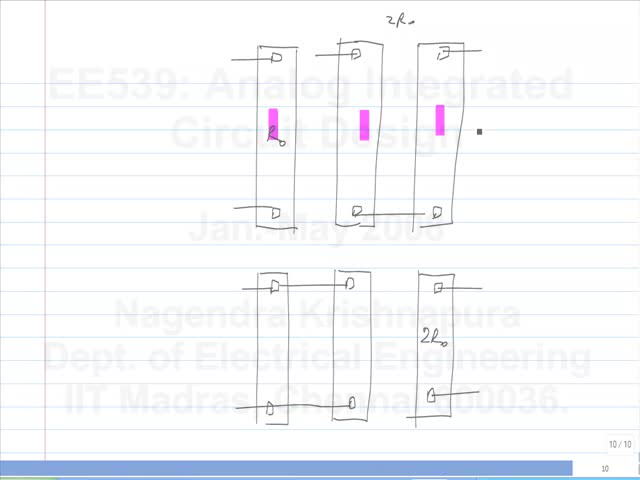 2R₀
EE539: Analog Integrated
Circuit Design
R₀
Jan.-May 2006
Nagendra Krishnapura
2R₀
Dept. of Electrical Engineering
IIT Madras, Chennai 600036.
10 / 10
10